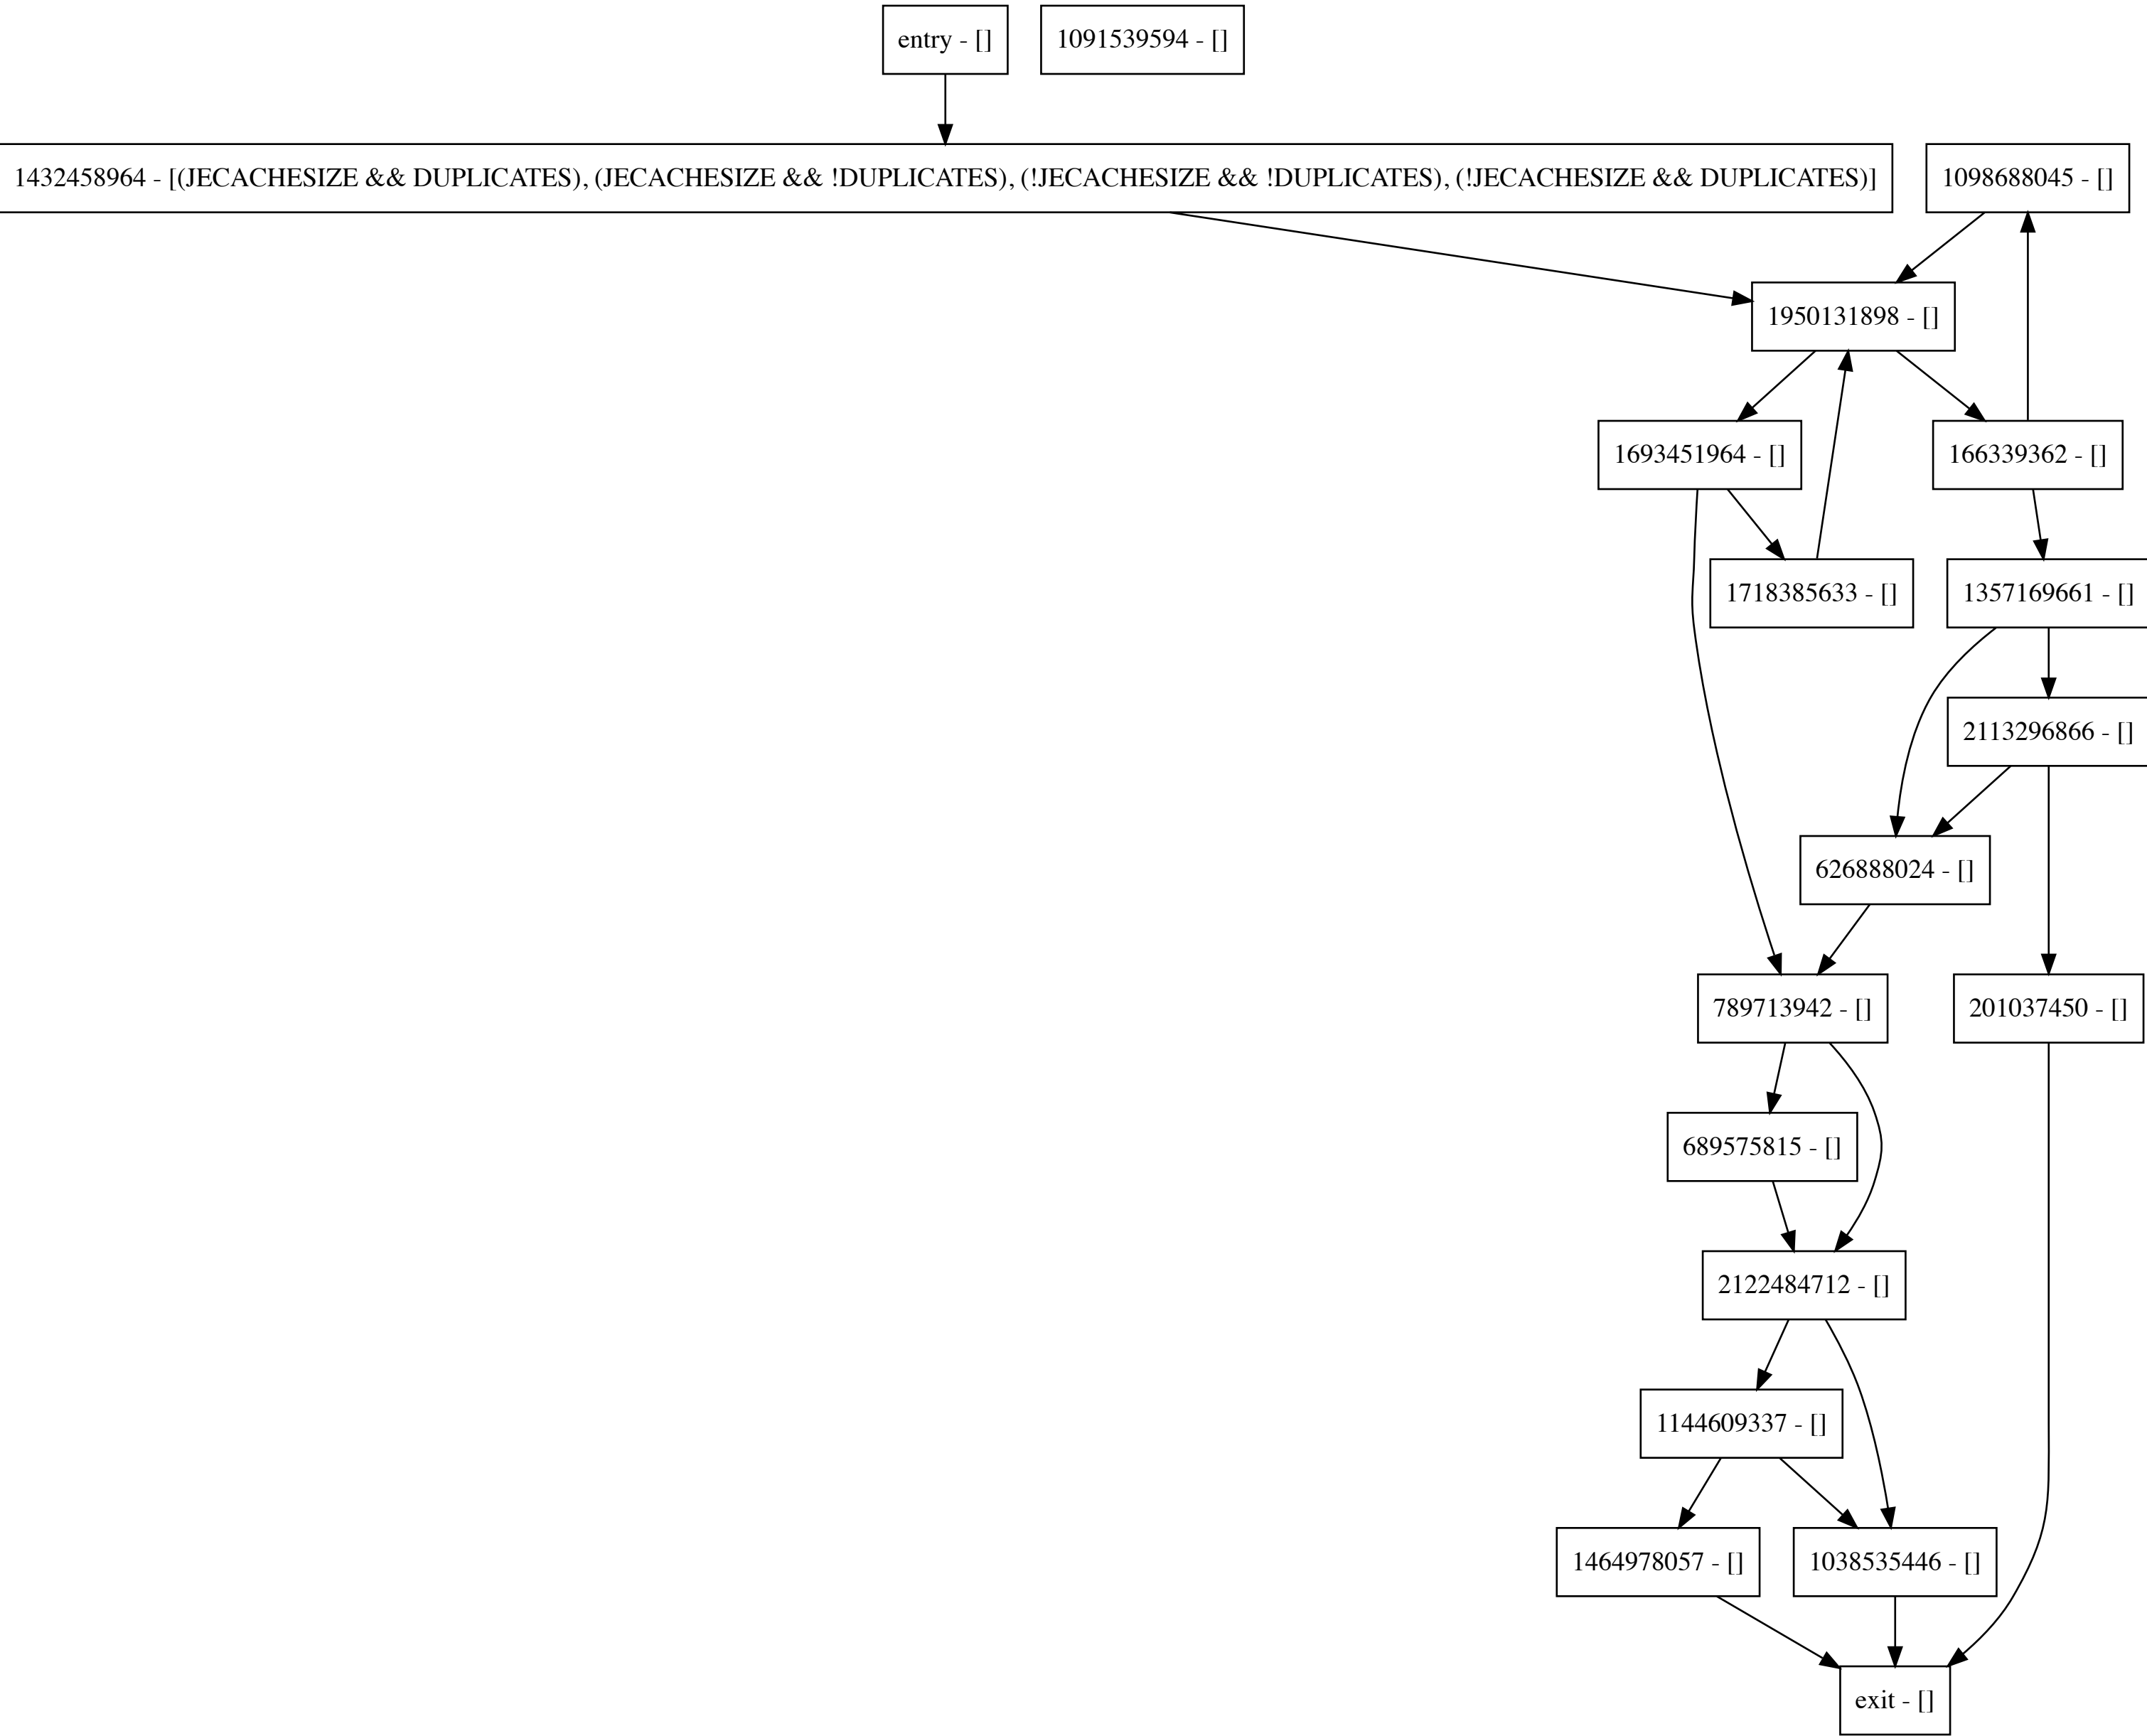 entry - []
1091539594 - []
1432458964 - [(JECACHESIZE && DUPLICATES), (JECACHESIZE && !DUPLICATES), (!JECACHESIZE && !DUPLICATES), (!JECACHESIZE && DUPLICATES)]
1098688045 - []
1950131898 - []
1693451964 - []
166339362 - []
1718385633 - []
1357169661 - []
2113296866 - []
626888024 - []
789713942 - []
201037450 - []
689575815 - []
2122484712 - []
1144609337 - []
1464978057 - []
1038535446 - []
exit - []